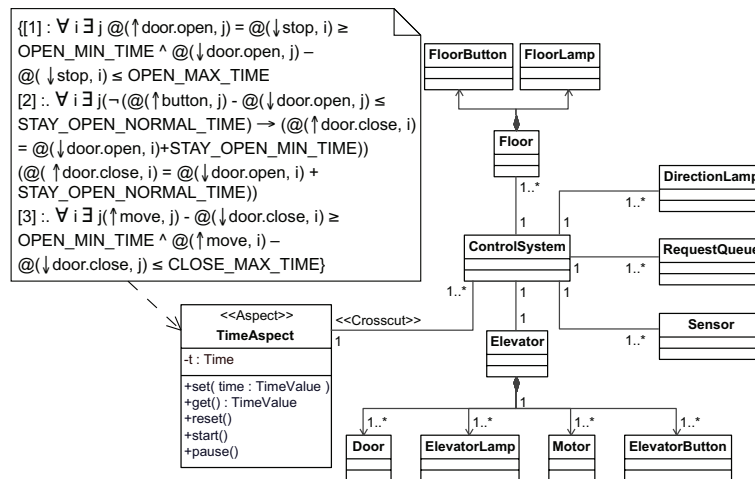 {[1] : ∀ i ∃ j @(↑door.open, j) = @(↓stop, i) ≥
OPEN_MIN_TIME ^ @(↓door.open, j) –
@( ↓stop, i) ≤ OPEN_MAX_TIME
[2] :. ∀ i ∃ j(¬(@(↑button, j) - @(↓door.open, j) ≤
STAY_OPEN_NORMAL_TIME) → (@(↑door.close, i)
= @(↓door.open, i)+STAY_OPEN_MIN_TIME))
(@( ↑door.close, i) = @(↓door.open, i) +
STAY_OPEN_NORMAL_TIME))
[3] :. ∀ i ∃ j(↑move, j) - @(↓door.close, i) ≥
OPEN_MIN_TIME ^ @(↑move, i) –
@(↓door.close, j) ≤ CLOSE_MAX_TIME}
FloorButton
FloorLamp
Floor
1..*
1
DirectionLamp
1..*
1
ControlSystem
RequestQueue
1
1..*
1..*
1
1
Sensor
1..*
<<Aspect>>
TimeAspect
-t : Time
+set( time : TimeValue )
+get() : TimeValue
+reset()
+start()
+pause()
<<Crosscut>>
1
1
Elevator
1
1..*
1..*
1..*
1..*
Door
ElevatorLamp
Motor
ElevatorButton